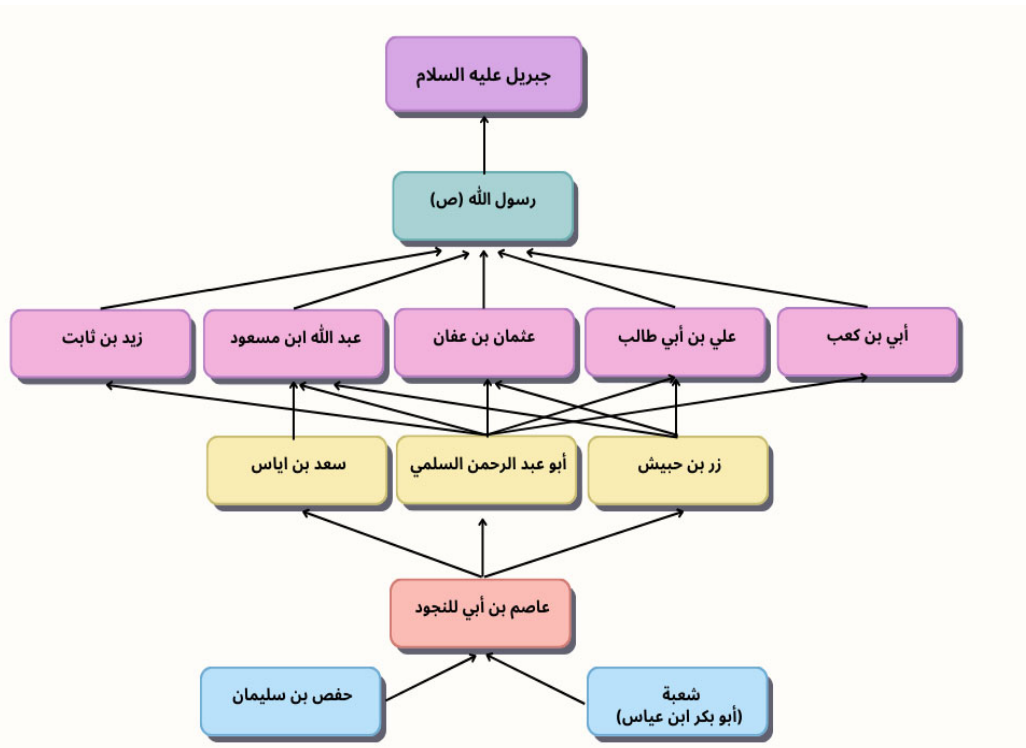 جبريل عليه السلام
رسول الله (ص)
أبي بن كعب
علي بن أبي طالب
عثمان بن عفان
عبد الله ابن مسعود
زيد بن ثابت
زر بن حبيش
أبو عبد الرحمن السلمي
سعد بن اياس
عاصم بن أبي للنجود
شعبة
(أبو بكر ابن عياس)
حفص بن سليمان